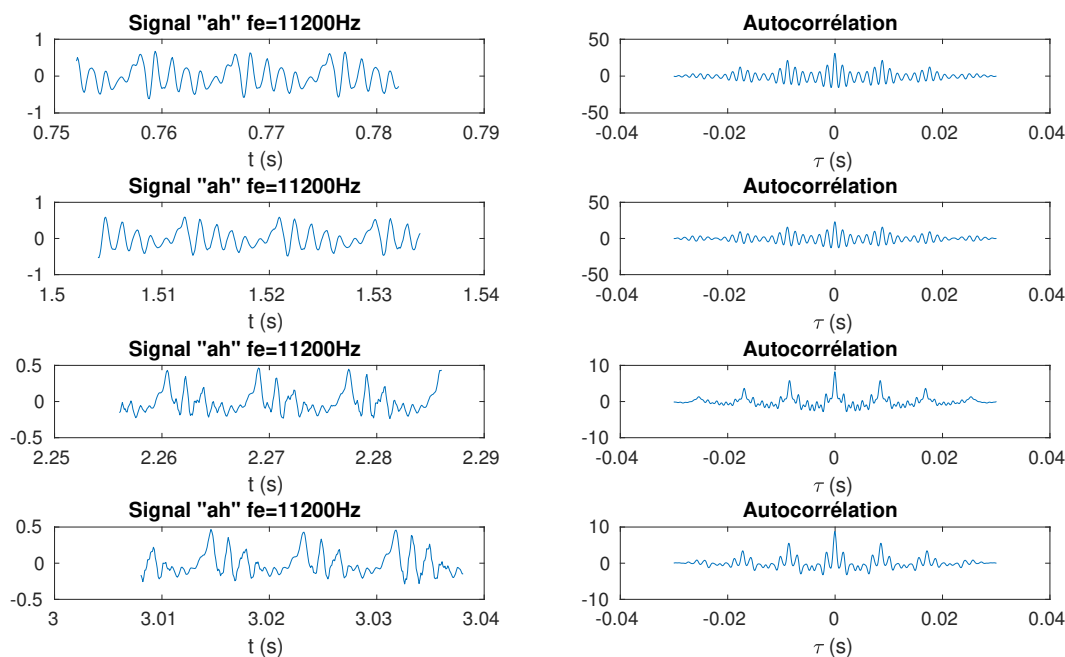 Signal "ah" fe=11200Hz
1
0
-1
0.75 0.76 0.77 0.78 0.79
t (s)
Autocorrélation
50
0
-50
-0.04 -0.02 0 0.02 0.04
τ (s)
Signal "ah" fe=11200Hz
1
0
-1
1.5 1.51 1.52 1.53 1.54
t (s)
Autocorrélation
50
0
-50
-0.04 -0.02 0 0.02 0.04
τ (s)
Signal "ah" fe=11200Hz
0.5
0
-0.5
2.25 2.26 2.27 2.28 2.29
t (s)
Autocorrélation
10
0
-10
-0.04 -0.02 0 0.02 0.04
τ (s)
Signal "ah" fe=11200Hz
0.5
0
-0.5
3 3.01 3.02 3.03 3.04
t (s)
Autocorrélation
10
0
-10
-0.04 -0.02 0 0.02 0.04
τ (s)